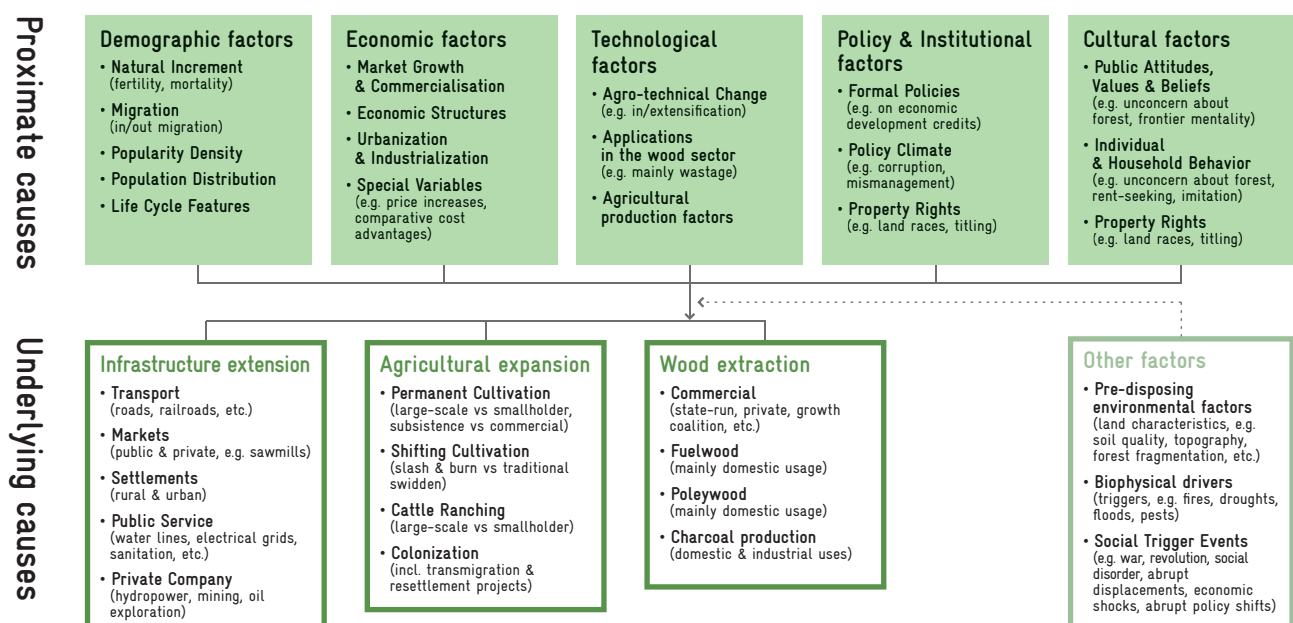 Proximate causes
Demographic factors
• Natural Increment
(fertility, mortality)
• Migration
(in/out migration)
• Popularity Density
• Population Distribution
• Life Cycle Features
Economic factors
• Market Growth
& Commercialisation
• Economic Structures
• Urbanization
& Industrialization
• Special Variables
(e.g. price increases,
comparative cost
advantages)
Technological
factors
• Agro-technical Change
(e.g. in/extensification)
• Applications
in the wood sector
(e.g. mainly wastage)
• Agricultural
production factors
Policy & Institutional
factors
• Formal Policies
(e.g. on economic
development credits)
• Policy Climate
(e.g. corruption,
mismanagement)
• Property Rights
(e.g. land races, titling)
Cultural factors
• Public Attitudes,
Values & Beliefs
(e.g. unconcern about
forest, frontier mentality)
• Individual
& Household Behavior
(e.g. unconcern about forest,
rent-seeking, imitation)
• Property Rights
(e.g. land races, titling)
Underlying causes
Infrastructure extension
• Transport
(roads, railroads, etc.)
• Markets
(public & private, e.g. sawmills)
• Settlements
(rural & urban)
• Public Service
(water lines, electrical grids,
sanitation, etc.)
• Private Company
(hydropower, mining, oil
exploration)
Agricultural expansion
• Permanent Cultivation
(large-scale vs smallholder,
subsistence vs commercial)
• Shifting Cultivation
(slash & burn vs traditional
swidden)
• Cattle Ranching
(large-scale vs smallholder)
• Colonization
(incl. transmigration &
resettlement projects)
Wood extraction
• Commercial
(state-run, private, growth
coalition, etc.)
• Fuelwood
(mainly domestic usage)
• Poleywood
(mainly domestic usage)
• Charcoal production
(domestic & industrial uses)
Other factors
• Pre-disposing
environmental factors
(land characteristics, e.g.
soil quality, topography,
forest fragmentation, etc.)
• Biophysical drivers
(triggers, e.g. fires, droughts,
floods, pests)
• Social Trigger Events
(e.g. war, revolution, social
disorder, abrupt
displacements, economic
shocks, abrupt policy shifts)